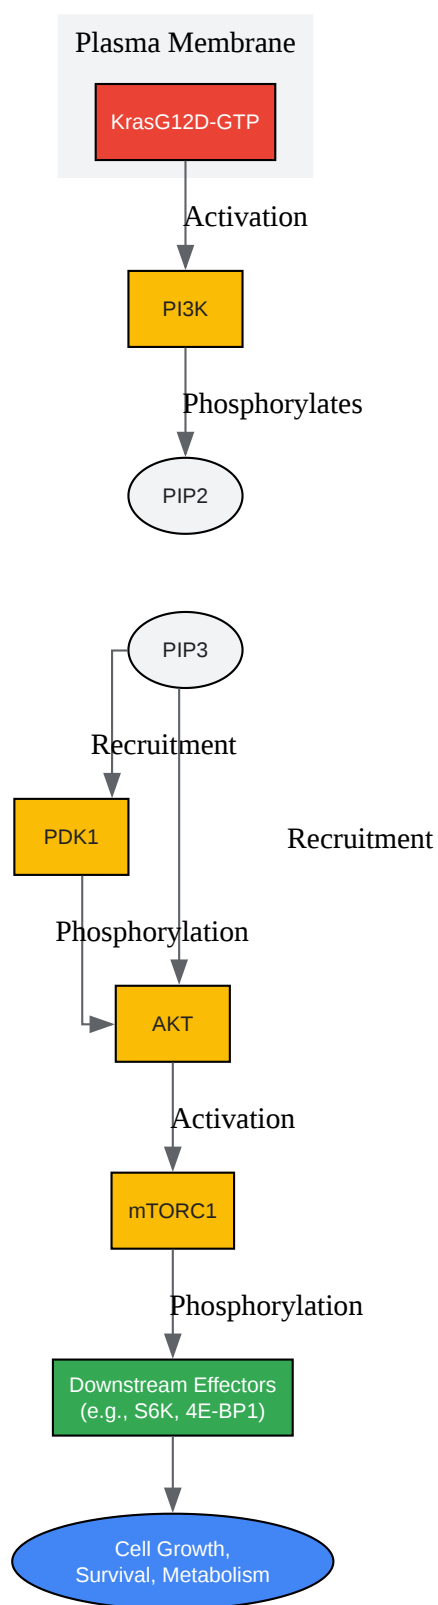 Plasma Membrane
KrasG12D-GTP
Activation
PI3K
Phosphorylates
PIP2
PIP3
Recruitment
PDK1
Recruitment
Phosphorylation
AKT
Activation
mTORC1
Phosphorylation
Downstream Effectors
(e.g., S6K, 4E-BP1)
Cell Growth,
Survival, Metabolism